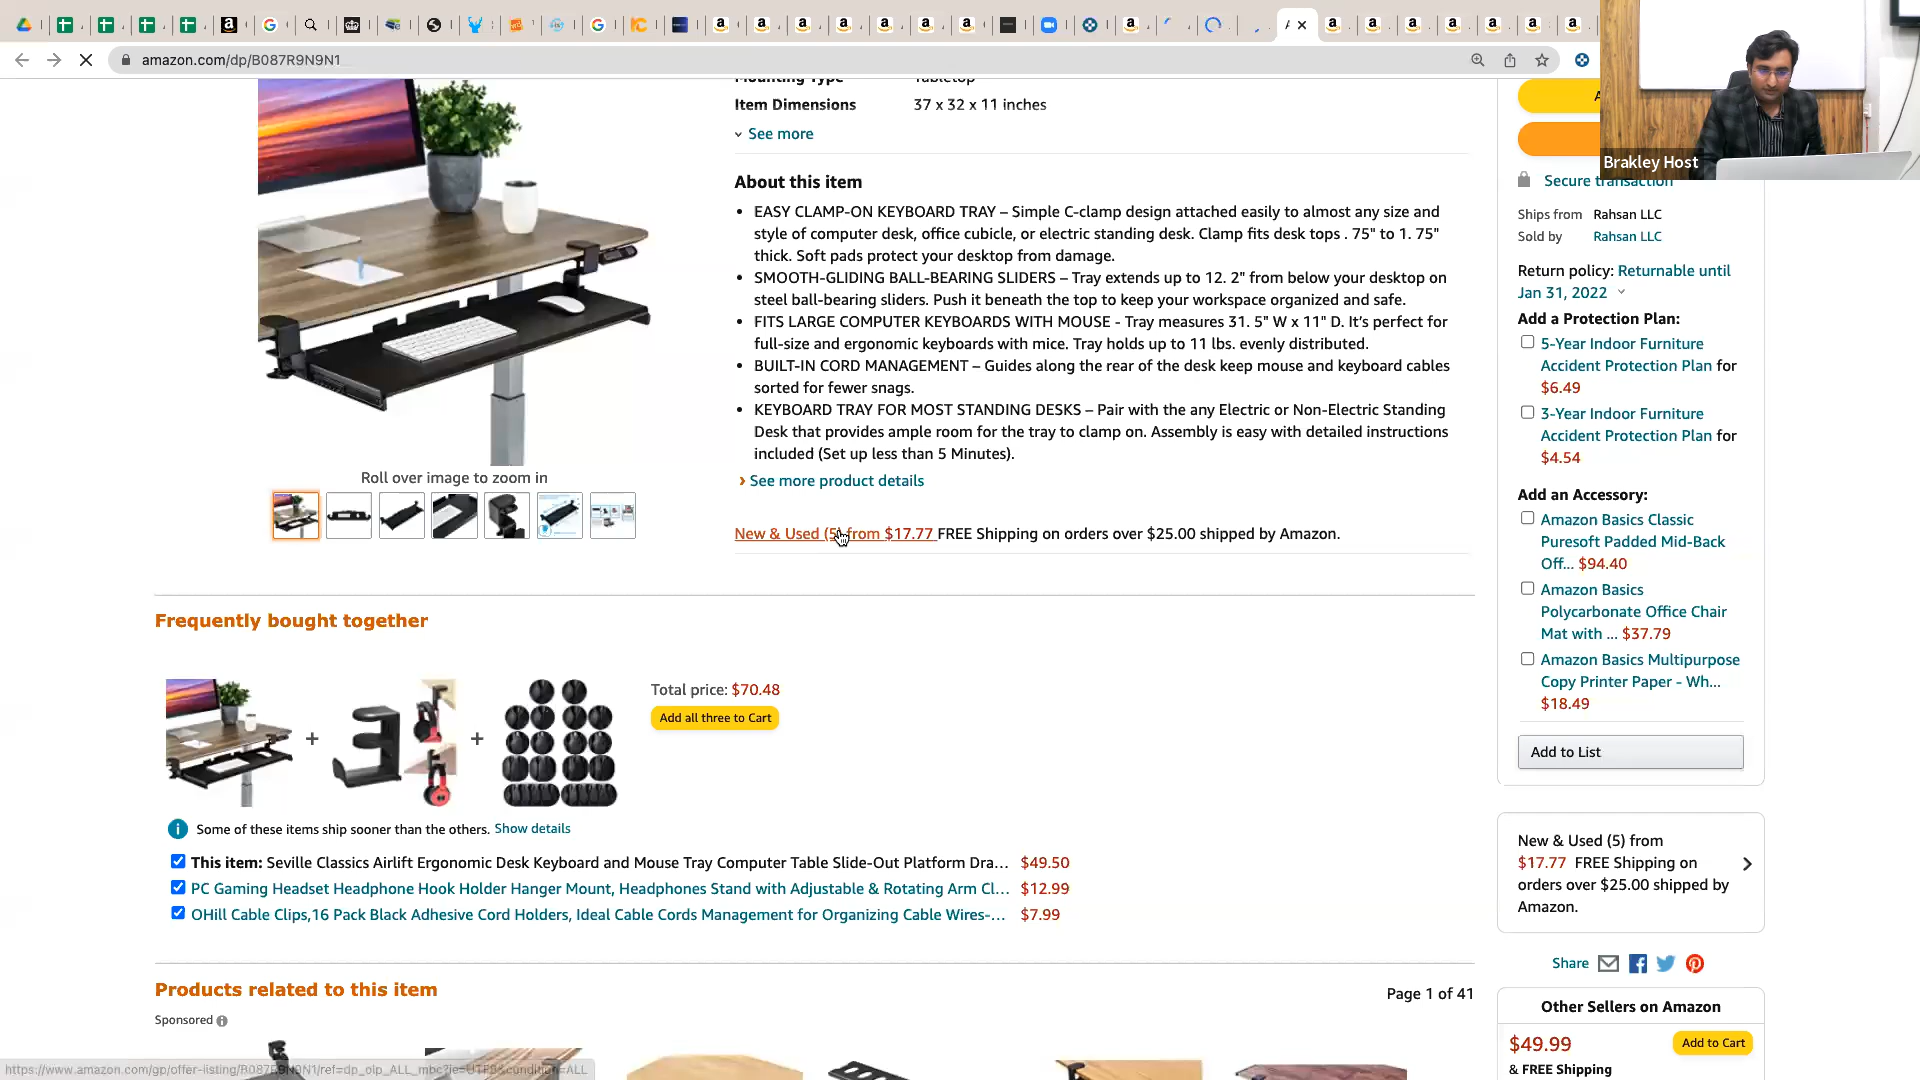 amazon.com/dp/B087R9N9N1
Brakley Host
Mounting Type Tabletop
Item Dimensions 37 x 32 x 11 inches
See more
About this item
• EASY CLAMP-ON KEYBOARD TRAY – Simple C-clamp design attached easily to almost any size and
style of computer desk, office cubicle, or electric standing desk. Clamp fits desk tops . 75" to 1. 75"
thick. Soft pads protect your desktop from damage.
• SMOOTH-GLIDING BALL-BEARING SLIDERS – Tray extends up to 12. 2" from below your desktop on
steel ball-bearing sliders. Push it beneath the top to keep your workspace organized and safe.
• FITS LARGE COMPUTER KEYBOARDS WITH MOUSE - Tray measures 31. 5" W x 11" D. It’s perfect for
full-size and ergonomic keyboards with mice. Tray holds up to 11 lbs. evenly distributed.
• BUILT-IN CORD MANAGEMENT – Guides along the rear of the desk keep mouse and keyboard cables
sorted for fewer snags.
• KEYBOARD TRAY FOR MOST STANDING DESKS – Pair with the any Electric or Non-Electric Standing
Desk that provides ample room for the tray to clamp on. Assembly is easy with detailed instructions
included (Set up less than 5 Minutes).
› See more product details
New & Used (5) from $17.77 FREE Shipping on orders over $25.00 shipped by Amazon.
Roll over image to zoom in
Frequently bought together
Total price: $70.48
Add all three to Cart
Some of these items ship sooner than the others. Show details
This item: Seville Classics Airlift Ergonomic Desk Keyboard and Mouse Tray Computer Table Slide-Out Platform Dra... $49.50
PC Gaming Headset Headphone Hook Holder Hanger Mount, Headphones Stand with Adjustable & Rotating Arm Cl... $12.99
OHill Cable Clips,16 Pack Black Adhesive Cord Holders, Ideal Cable Cords Management for Organizing Cable Wires-... $7.99
Products related to this item
Page 1 of 41
Sponsored
Secure transaction
Ships from Rahsan LLC
Sold by Rahsan LLC
Return policy: Returnable until
Jan 31, 2022
Add a Protection Plan:
5-Year Indoor Furniture
Accident Protection Plan for
$6.49
3-Year Indoor Furniture
Accident Protection Plan for
$4.54
Add an Accessory:
Amazon Basics Classic
Puresoft Padded Mid-Back
Off... $94.40
Amazon Basics
Polycarbonate Office Chair
Mat with ... $37.79
Amazon Basics Multipurpose
Copy Printer Paper - Wh...
$18.49
Add to List
New & Used (5) from
$17.77 FREE Shipping on
orders over $25.00 shipped by
Amazon.
Share
Other Sellers on Amazon
$49.99 Add to Cart
& FREE Shipping